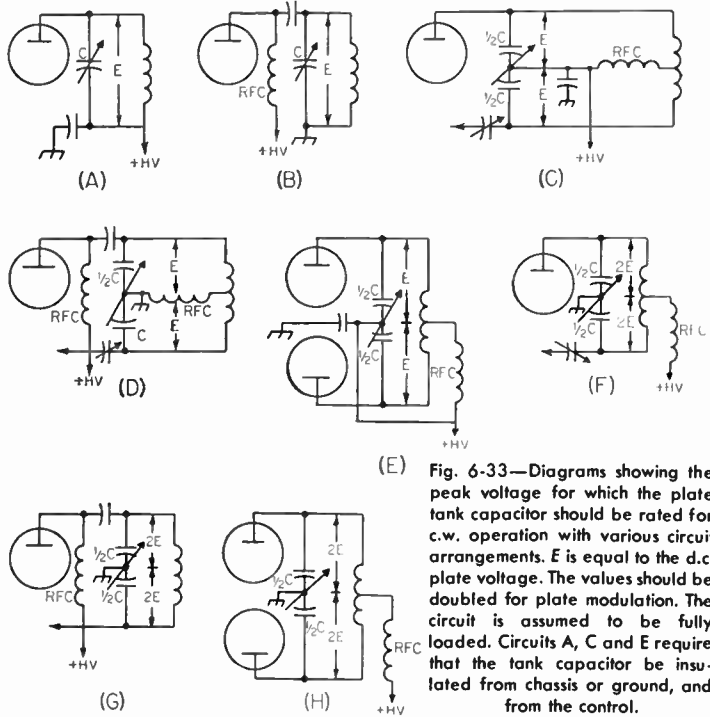 C
E
+HV
(A)
RFC
C
E
+HV
(B)
½C
½C
E
E
RFC
+HV
(C)
RFC
½C
C
E
E
RFC
+HV
(D)
½C
½C
E
E
RFC
+HV
(E)
½C
½C
2E
2E
RFC
+HV
(F)
RFC
½C
½C
2E
2E
+HV
(G)
½C
½C
2E
2E
RFC
+HV
(H)
Fig. 6-33—Diagrams showing the
peak voltage for which the plate
tank capacitor should be rated for
c.w. operation with various circuit
arrangements. E is equal to the d.c
plate voltage. The values should be
doubled for plate modulation. The
circuit is assumed to be fully
loaded. Circuits A, C and E require
that the tank capacitor be insu-
lated from chassis or ground, and
from the control.